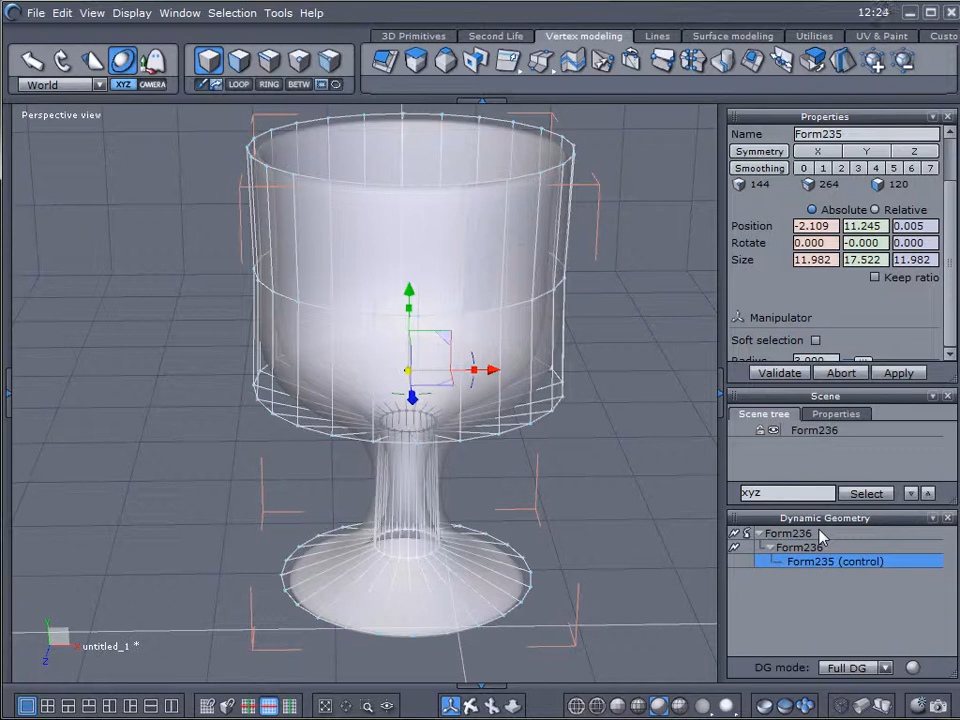 File Edit View Display Window Selection Tools Help 12:24
3D Primitives Second Life Vertex modeling Lines Surface modeling Utilities UV & Paint Custo
World XYZ CAMERA LOOP RING BETW
Perspective view
Properties
Name Form235
Symmetry X Y Z
Smoothing 0 1 2 3 4 5 6 7
144 264 120
Absolute Relative
Position -2.109 11.245 0.005
Rotate 0.000 -0.000 0.000
Size 11.982 17.522 11.982
Keep ratio
Manipulator
Soft selection
Radius 3.000
Validate Abort Apply
Scene
Scene tree Properties
Form236
xyz Select
Dynamic Geometry
Form236
Form236
Form235 (control)
Y
X
Z
untitled_1 *
DG mode: Full DG